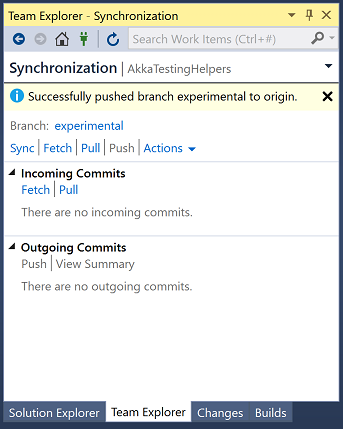 Team Explorer - Synchronization
Search Work Items (Ctrl+#)
Synchronization | AkkaTestingHelpers
Successfully pushed branch experimental to origin.
Branch: experimental
Sync | Fetch | Pull | Push | Actions
Incoming Commits
Fetch | Pull
There are no incoming commits.
Outgoing Commits
Push | View Summary
There are no outgoing commits.
Solution Explorer Team Explorer Changes Builds